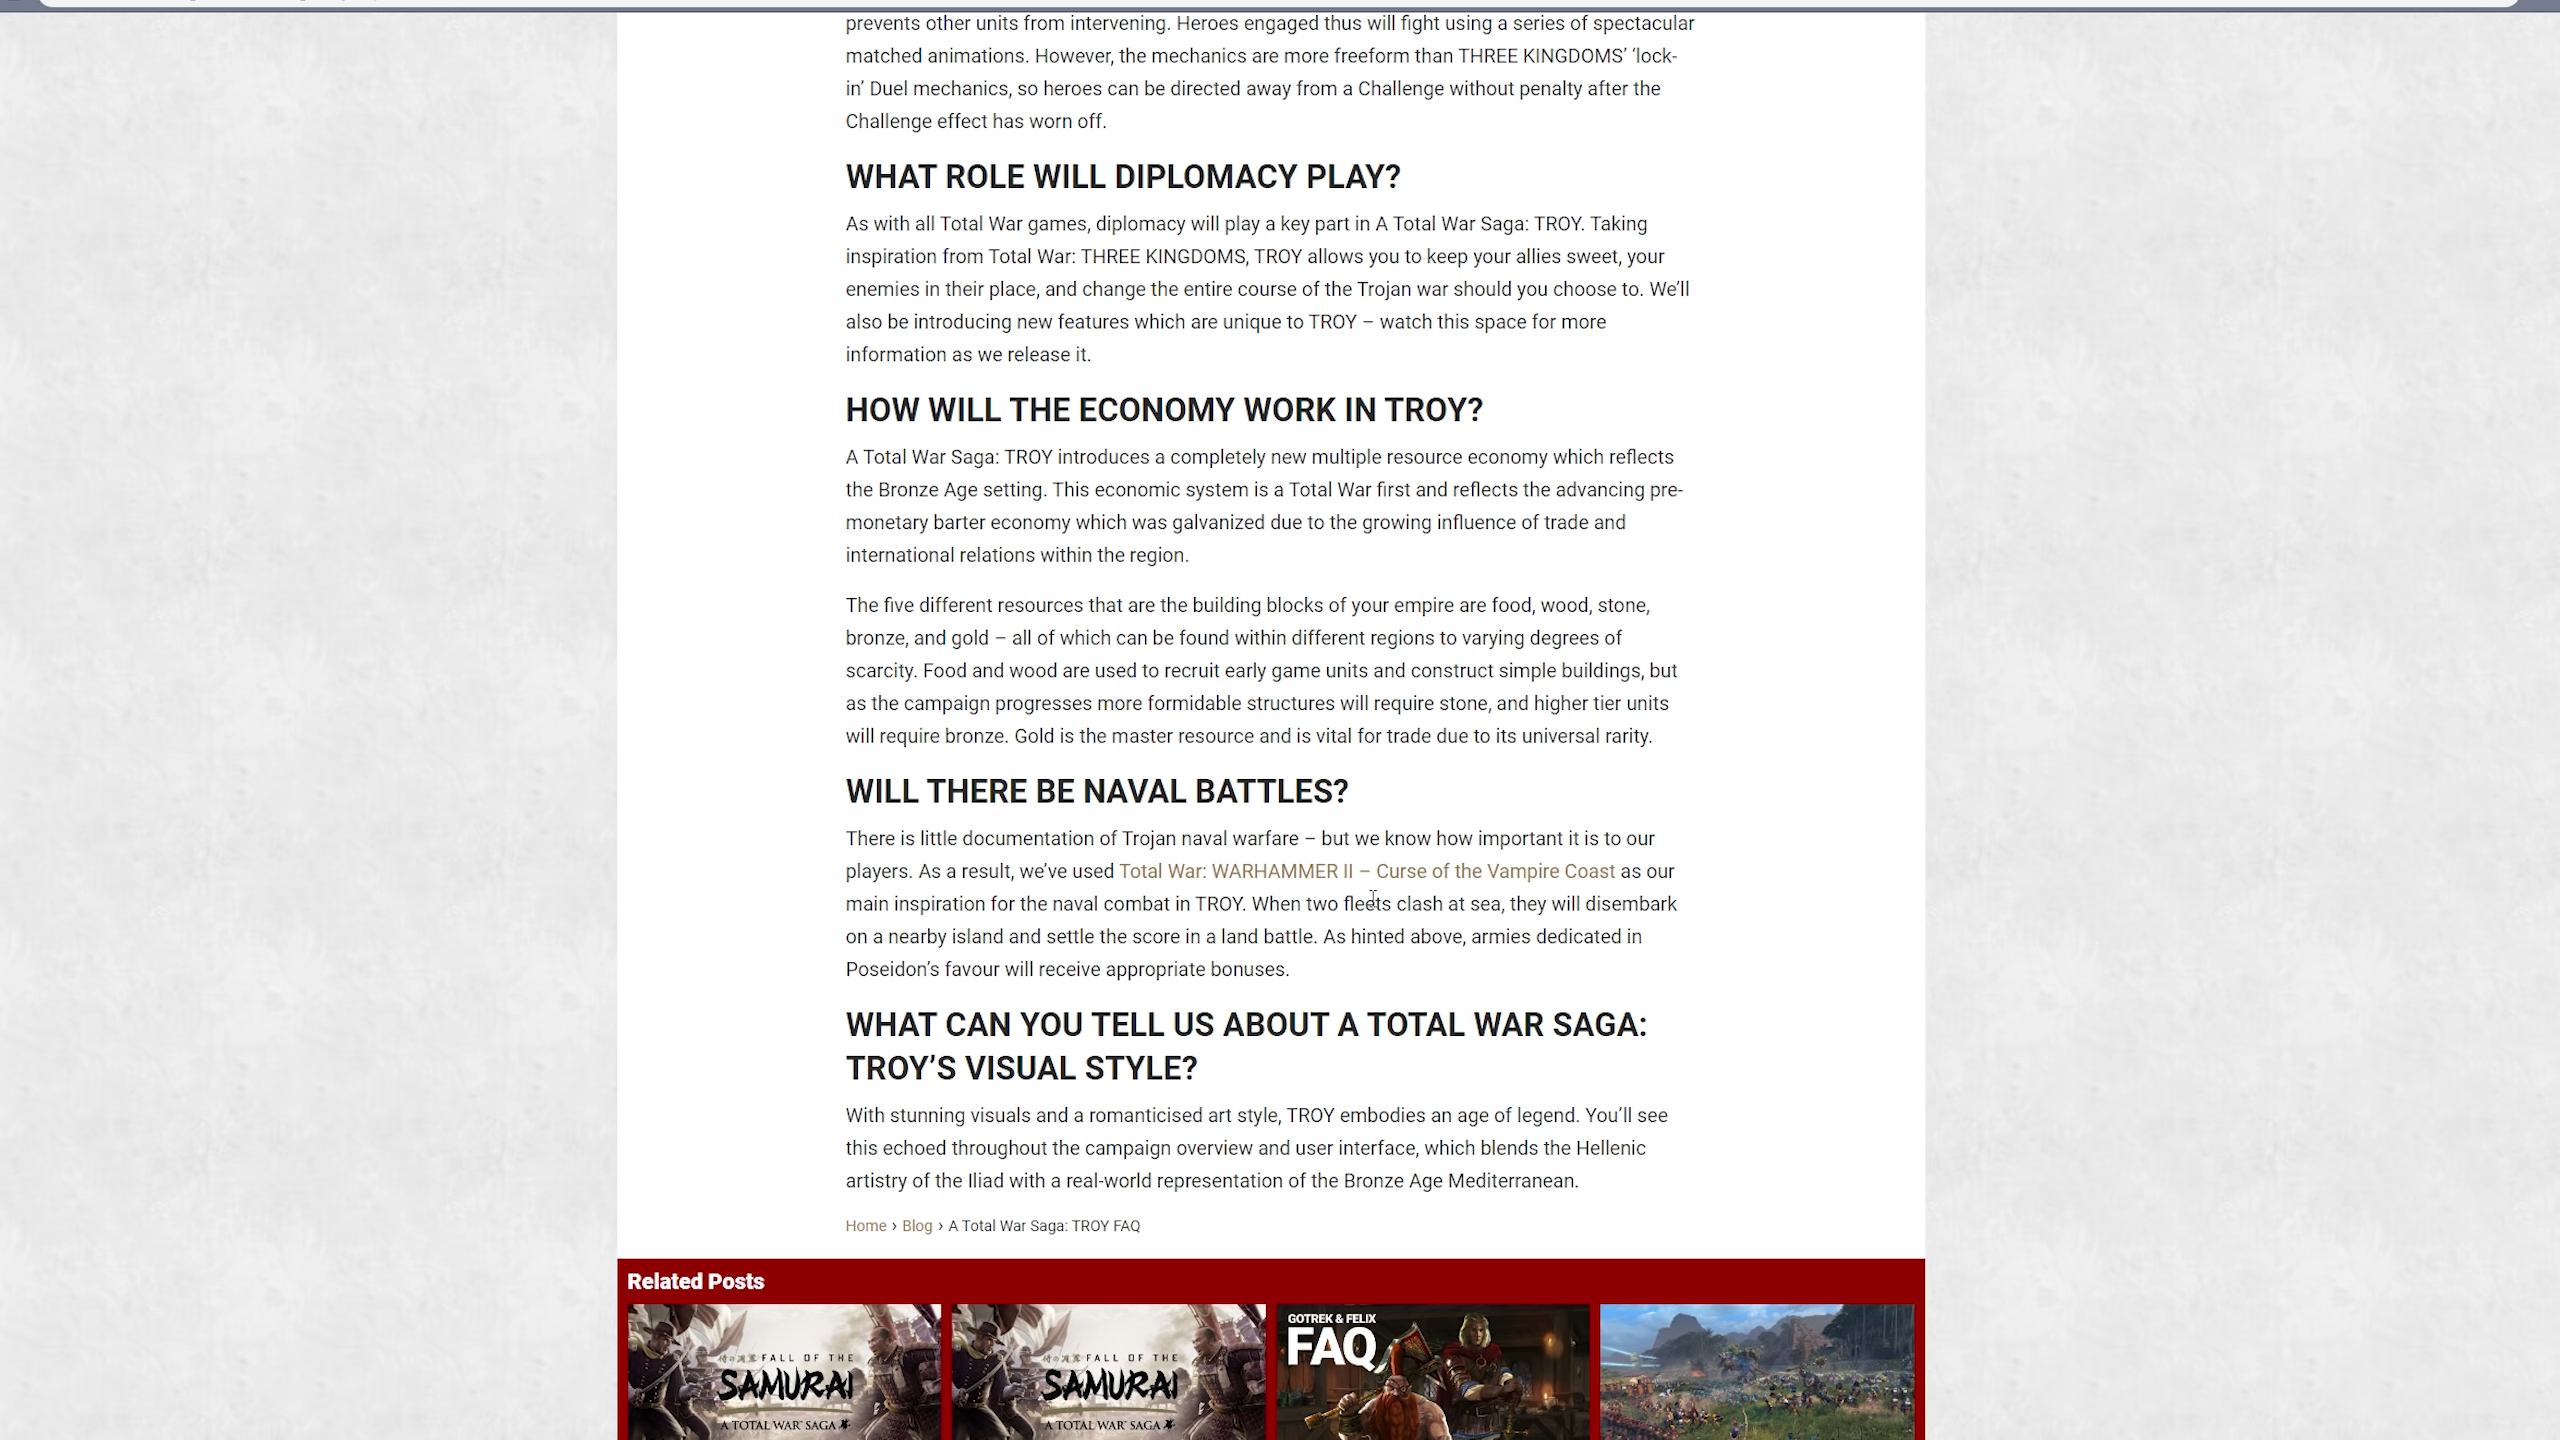 prevents other units from intervening. Heroes engaged thus will fight using a series of spectacular
matched animations. However, the mechanics are more freeform than THREE KINGDOMS’ ‘lock-
in’ Duel mechanics, so heroes can be directed away from a Challenge without penalty after the
Challenge effect has worn off.
WHAT ROLE WILL DIPLOMACY PLAY?
As with all Total War games, diplomacy will play a key part in A Total War Saga: TROY. Taking
inspiration from Total War: THREE KINGDOMS, TROY allows you to keep your allies sweet, your
enemies in their place, and change the entire course of the Trojan war should you choose to. We’ll
also be introducing new features which are unique to TROY – watch this space for more
information as we release it.
HOW WILL THE ECONOMY WORK IN TROY?
A Total War Saga: TROY introduces a completely new multiple resource economy which reflects
the Bronze Age setting. This economic system is a Total War first and reflects the advancing pre-
monetary barter economy which was galvanized due to the growing influence of trade and
international relations within the region.
The five different resources that are the building blocks of your empire are food, wood, stone,
bronze, and gold – all of which can be found within different regions to varying degrees of
scarcity. Food and wood are used to recruit early game units and construct simple buildings, but
as the campaign progresses more formidable structures will require stone, and higher tier units
will require bronze. Gold is the master resource and is vital for trade due to its universal rarity.
WILL THERE BE NAVAL BATTLES?
There is little documentation of Trojan naval warfare – but we know how important it is to our
players. As a result, we’ve used Total War: WARHAMMER II – Curse of the Vampire Coast as our
main inspiration for the naval combat in TROY. When two fleets clash at sea, they will disembark
on a nearby island and settle the score in a land battle. As hinted above, armies dedicated in
Poseidon’s favour will receive appropriate bonuses.
WHAT CAN YOU TELL US ABOUT A TOTAL WAR SAGA:
TROY’S VISUAL STYLE?
With stunning visuals and a romanticised art style, TROY embodies an age of legend. You’ll see
this echoed throughout the campaign overview and user interface, which blends the Hellenic
artistry of the Iliad with a real-world representation of the Bronze Age Mediterranean.
Home › Blog › A Total War Saga: TROY FAQ
Related Posts
FALL OF THE
SAMURAI
A TOTAL WAR SAGA
FALL OF THE
SAMURAI
A TOTAL WAR SAGA
GOTREK & FELIX
FAQ